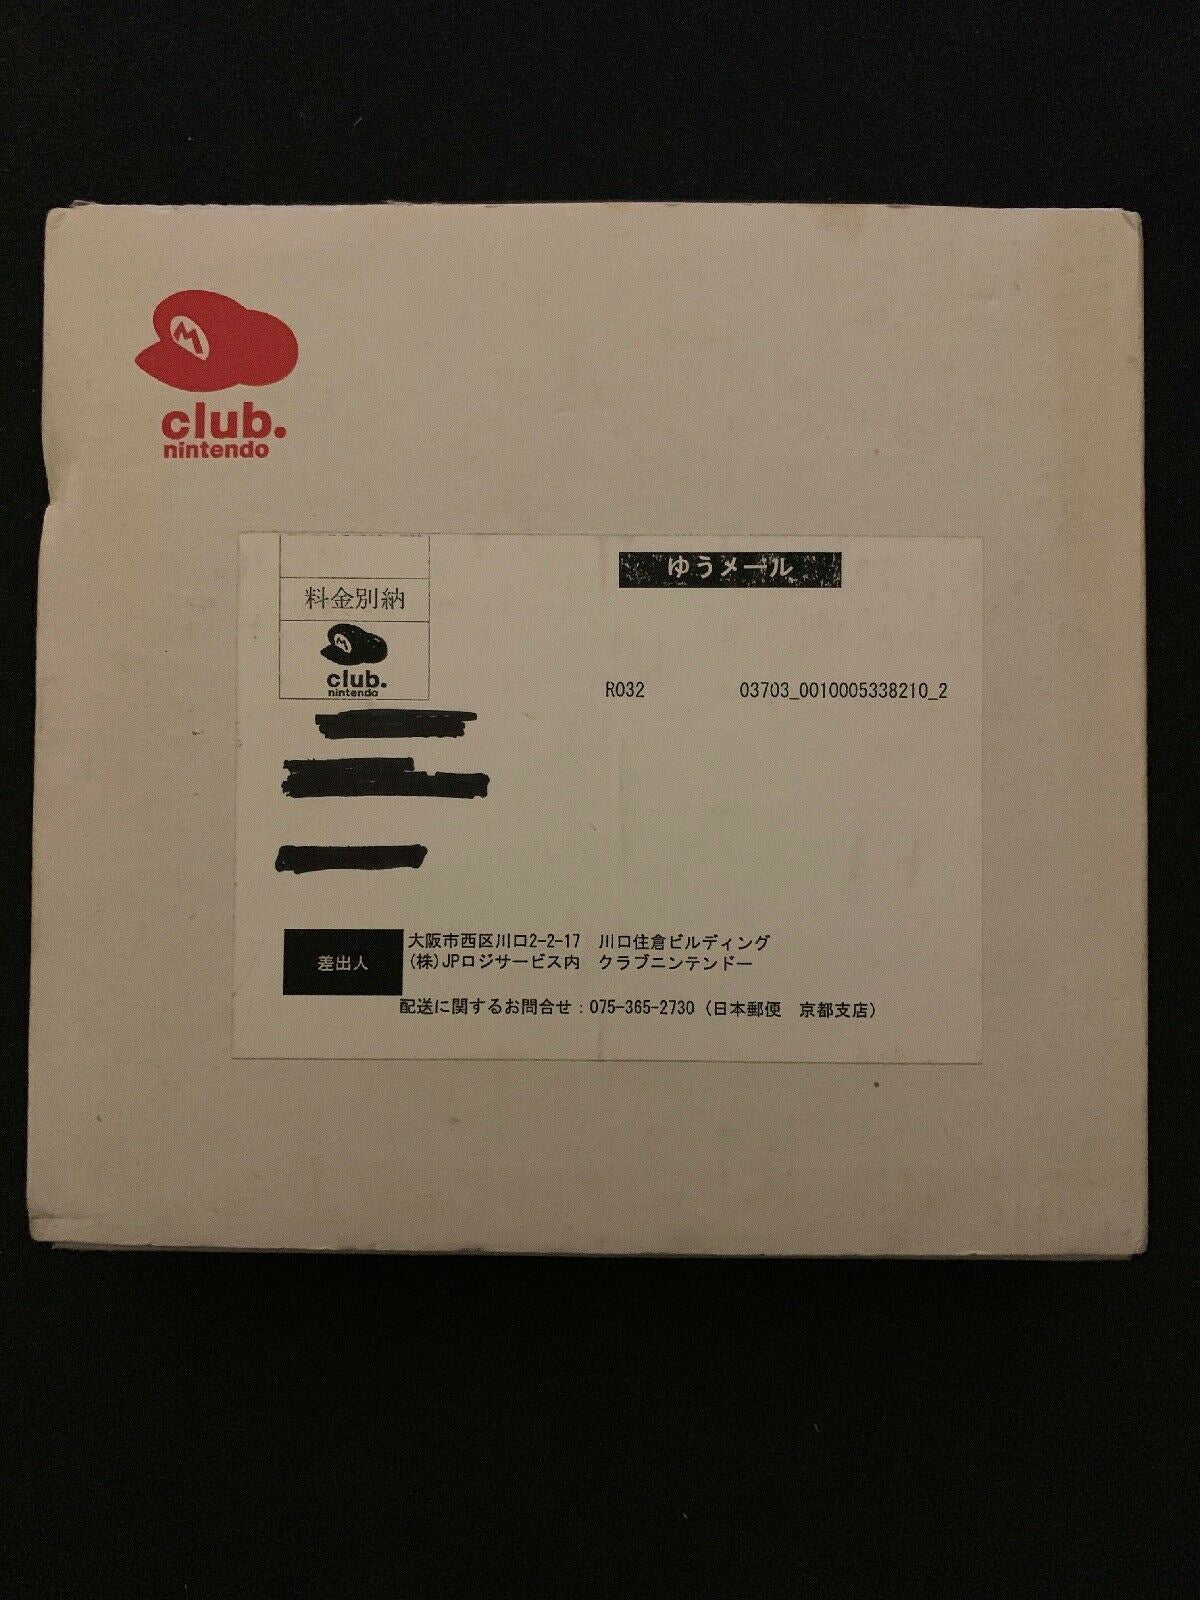 M
club.
nintendo
ゆうメール
料金別納
M
club.
nintendo
R032 03703_0010005338210_2
差出人
大阪市西区川口2-2-17 川口住倉ビルディング
(株)JPロジサービス内 クラブニンテンドー
配送に関するお問合せ:075-365-2730(日本郵便 京都支店)